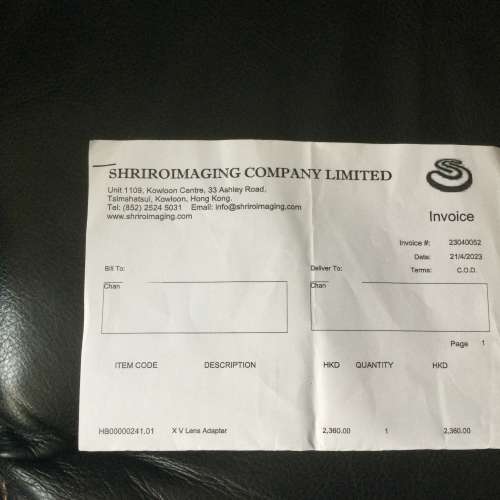 SHRIROIMAGING COMPANY LIMITED
Unit 1109, Kowloon Centre, 33 Ashley Road,
Tsimshatsui, Kowloon, Hong Kong.
Tel: (852) 2524 5031 Email: info@shriroimaging.com
www.shriroimaging.com
Invoice
Invoice #: 23040052
Date: 21/4/2023
Terms: C.O.D.
Bill To: Deliver To:
Chan Chan
Page 1
ITEM CODE DESCRIPTION HKD QUANTITY HKD
HB00000241.01 X V Lens Adapter 2,360.00 1 2,360.00